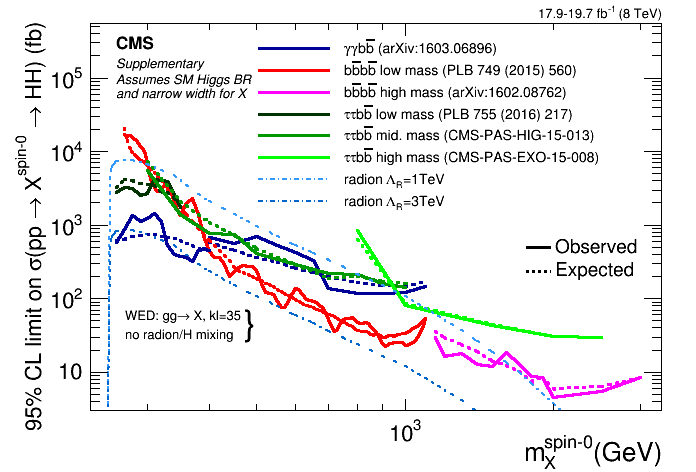 17.9-19.7 fb⁻¹ (8 TeV)
95% CL limit on σ(pp → X^spin-0 → HH) (fb)
CMS
Supplementary
Assumes SM Higgs BR
and narrow width for X
γγbb̅ (arXiv:1603.06896)
bb̅bb̅ low mass (PLB 749 (2015) 560)
bb̅bb̅ high mass (arXiv:1602.08762)
ττbb̅ low mass (PLB 755 (2016) 217)
ττbb̅ mid. mass (CMS-PAS-HIG-15-013)
ττbb̅ high mass (CMS-PAS-EXO-15-008)
radion Λ_R=1TeV
radion Λ_R=3TeV
Observed
Expected
WED: gg→ X, kl=35
no radion/H mixing
10⁵
10⁴
10³
10²
10
10³
m_X^spin-0 (GeV)